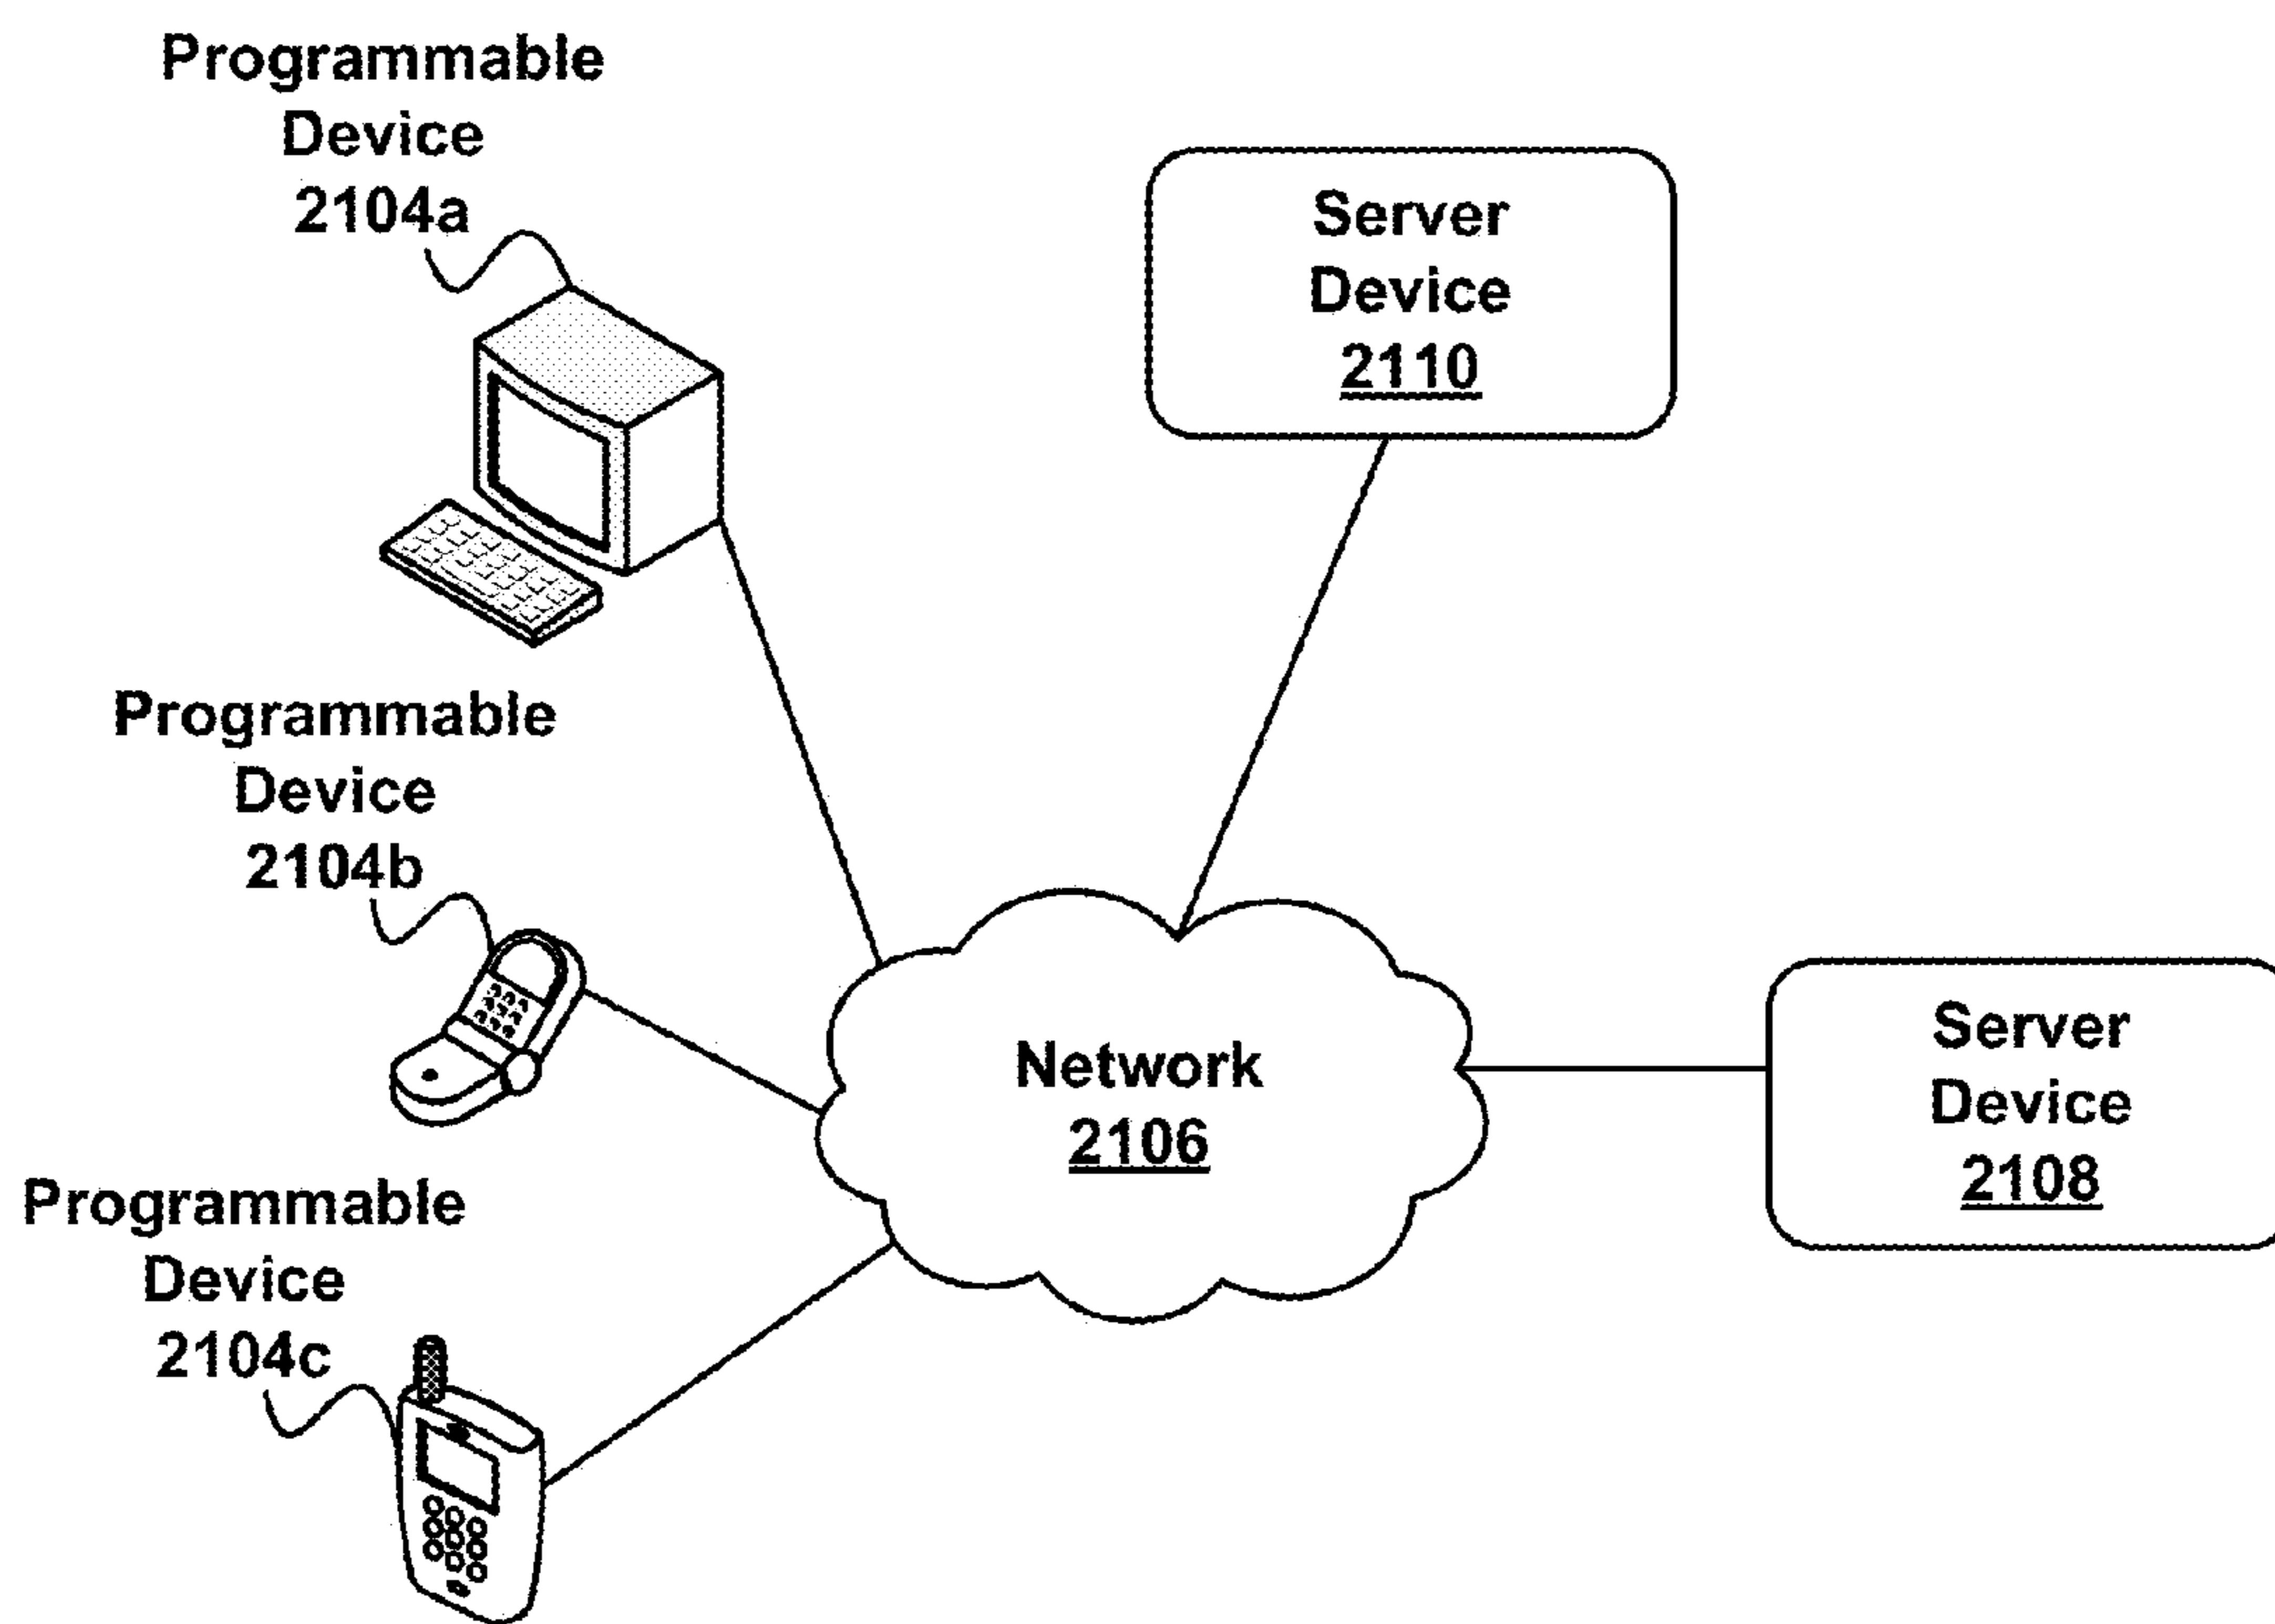 Programmable
Device
2104a
Server
Device
2110
Programmable
Device
2104b
Network
2106
Server
Device
2108
Programmable
Device
2104c